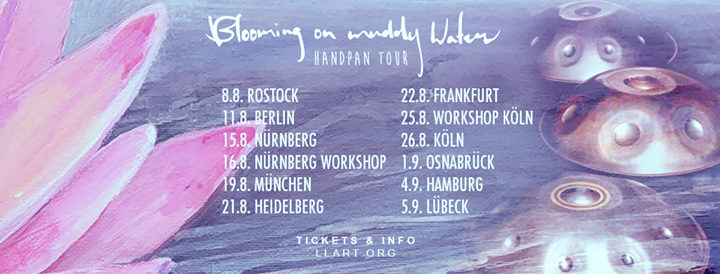 Blooming on muddy Water
HANDPAN TOUR
8.8. ROSTOCK
11.8. BERLIN
15.8. NÜRNBERG
16.8. NÜRNBERG WORKSHOP
19.8. MÜNCHEN
21.8. HEIDELBERG
22.8. FRANKFURT
25.8. WORKSHOP KÖLN
26.8. KÖLN
1.9. OSNABRÜCK
4.9. HAMBURG
5.9. LÜBECK
TICKETS & INFO
LLART.ORG